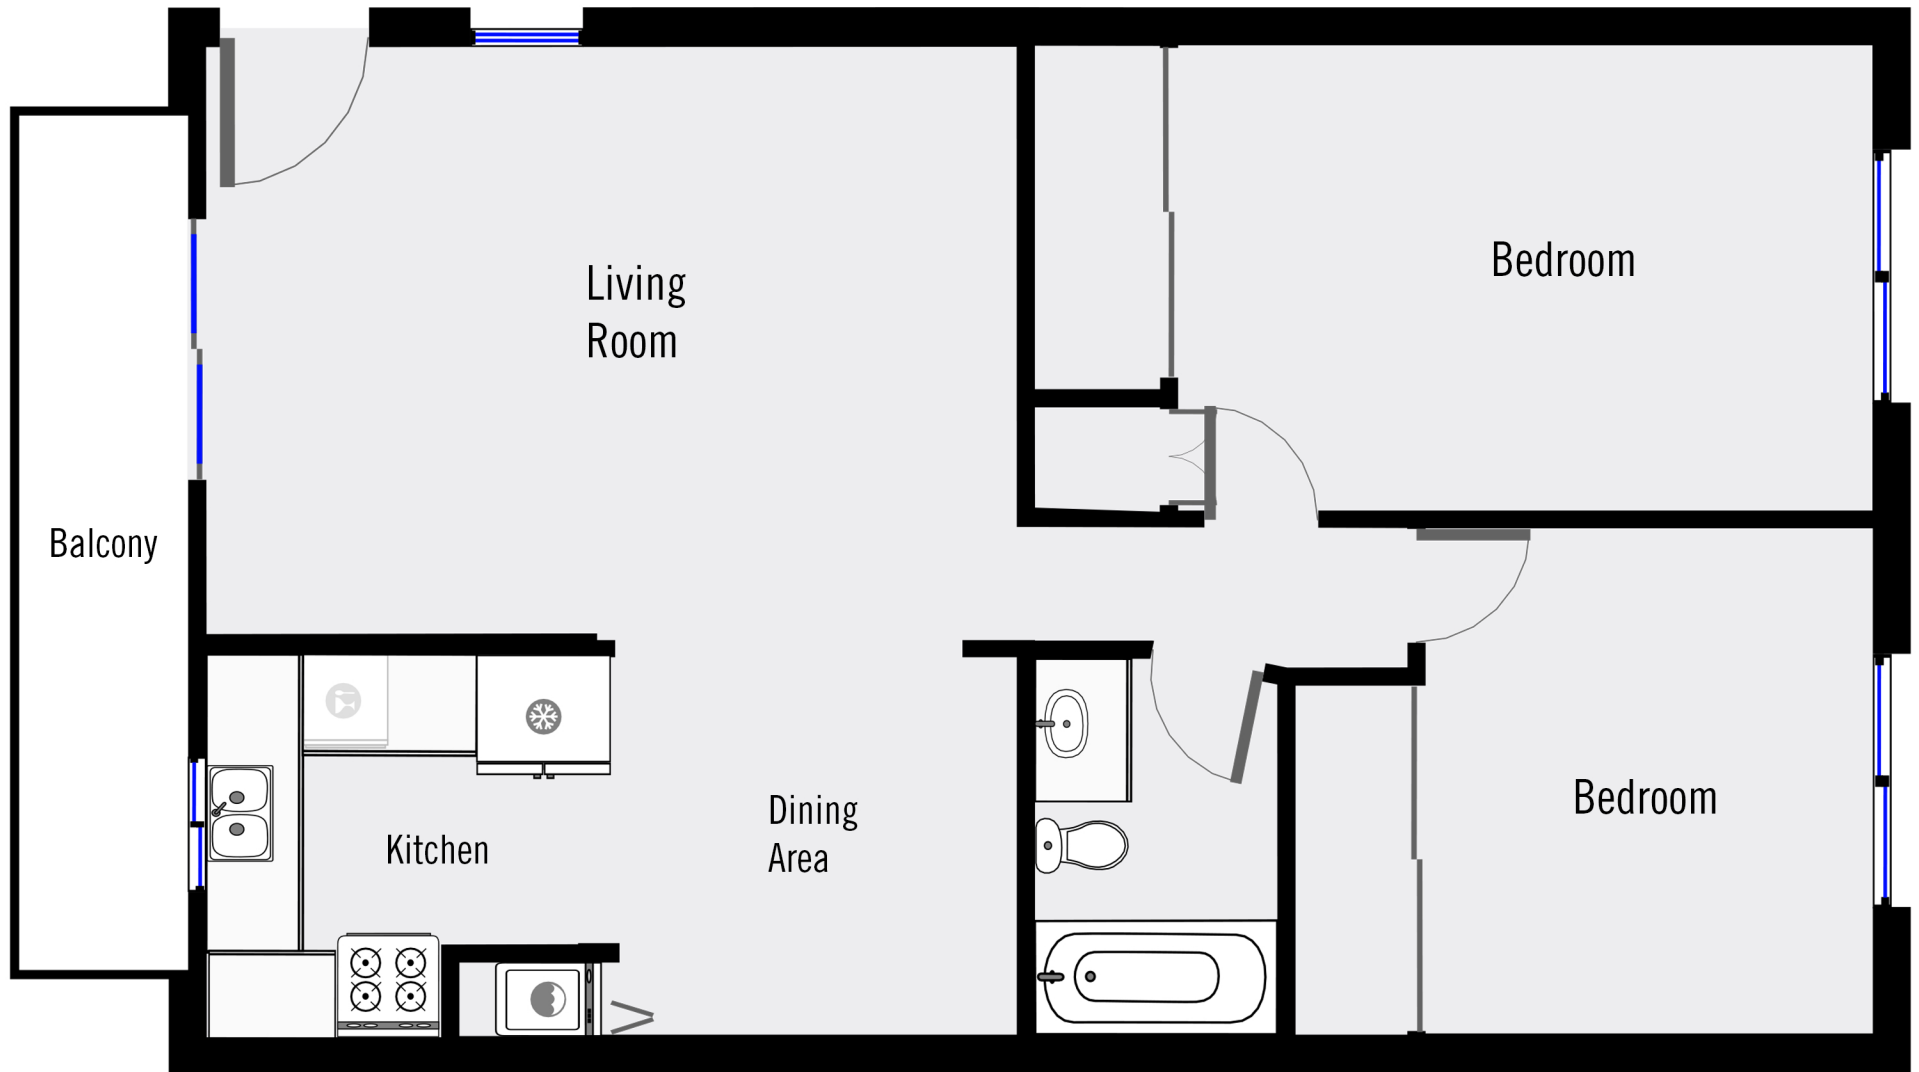 Living
Room
Bedroom
Balcony
Kitchen
Dining
Area
Bedroom